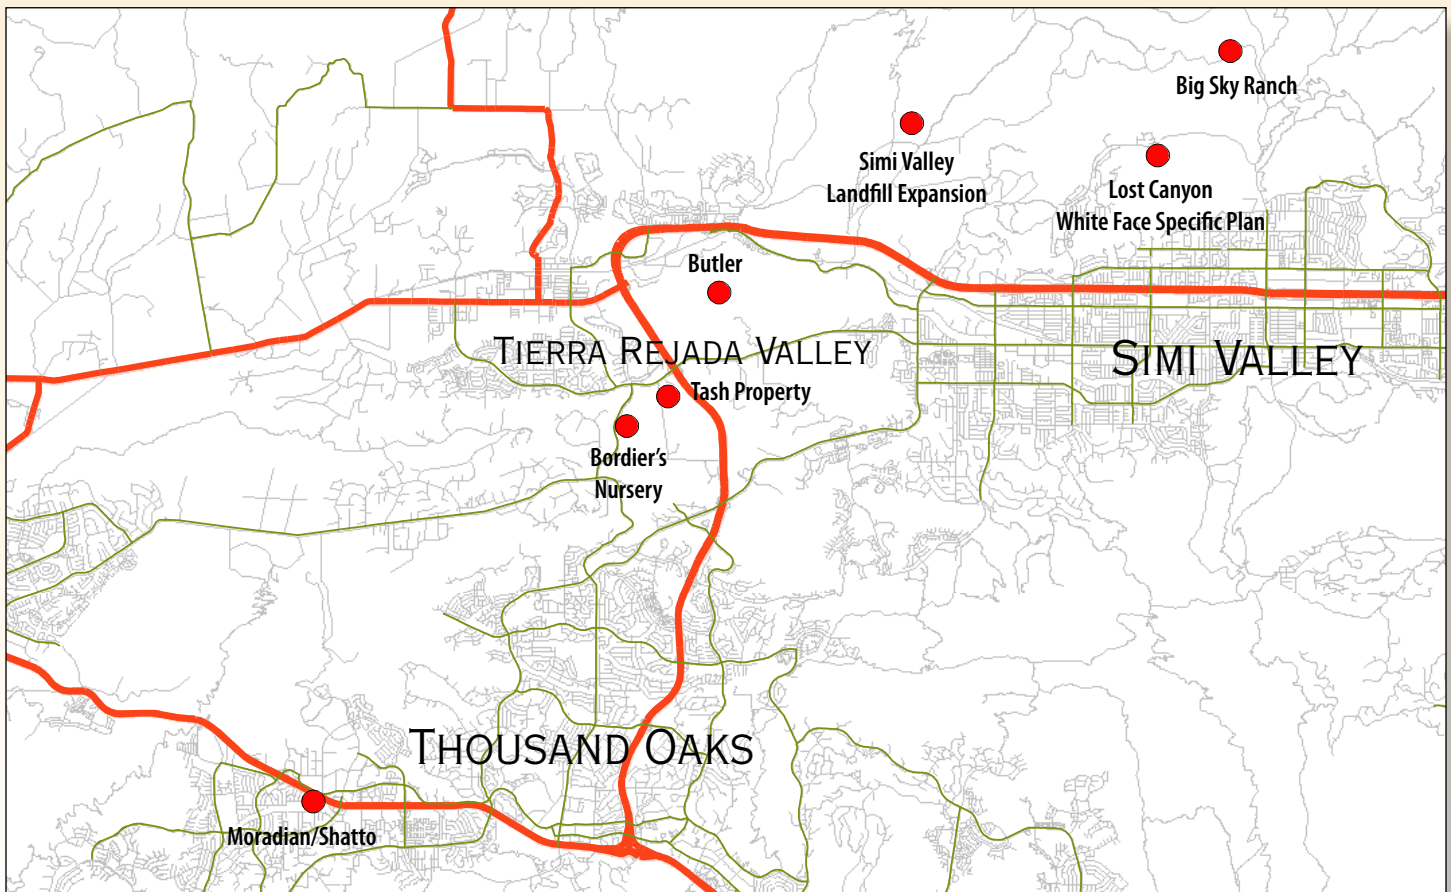 Big Sky Ranch
Simi Valley
Landfill Expansion
Lost Canyon
White Face Specific Plan
Butler
TIERRA REJADA VALLEY
SIMI VALLEY
Tash Property
Bordier's
Nursery
THOUSAND OAKS
Moradian/Shatto